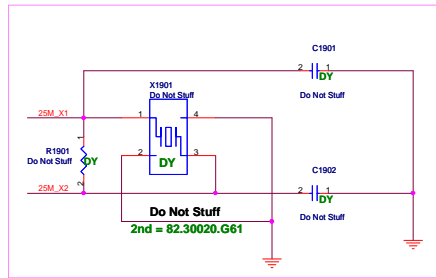 C1901
2 1
DY
Do Not Stuff
X1901
Do Not Stuff
25M_X1
1 4
2 3
DY
R1901
Do Not Stuff
1
DY
2
25M_X2
C1902
2 1
DY
Do Not Stuff
Do Not Stuff
2nd = 82.30020.G61